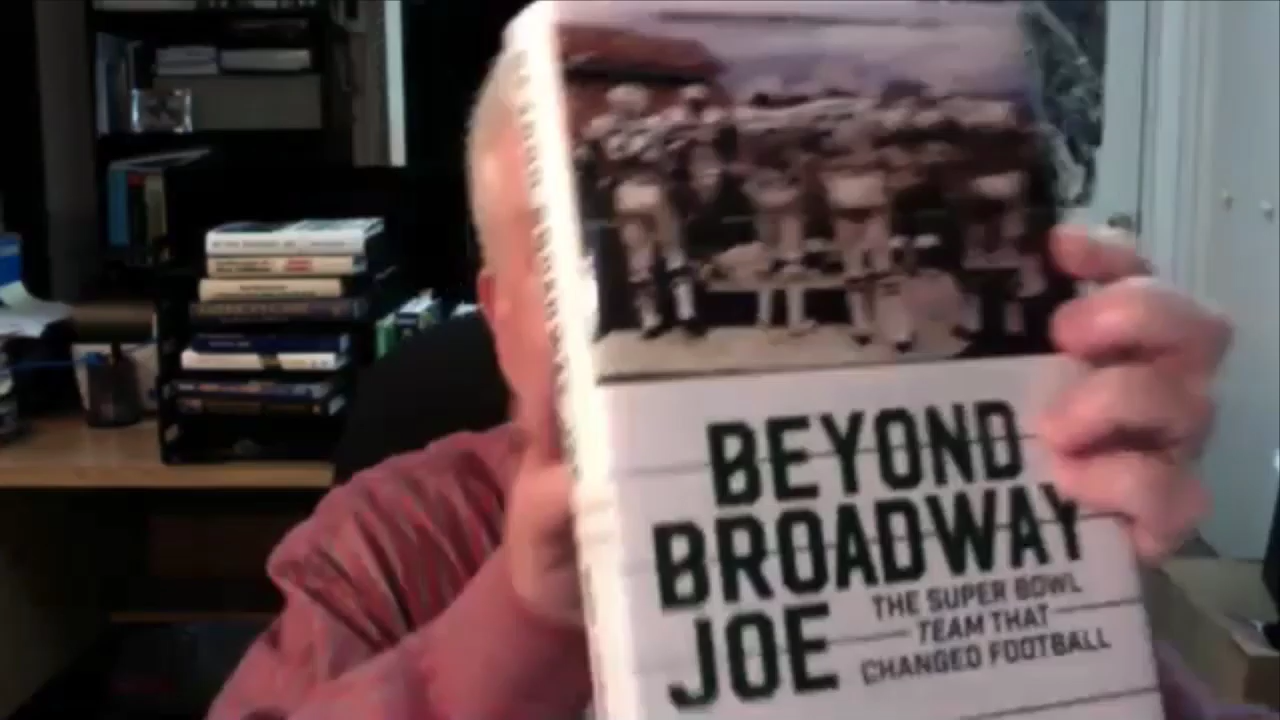 BEYOND
BROADWAY
JOE
THE SUPER BOWL
TEAM THAT
CHANGED FOOTBALL